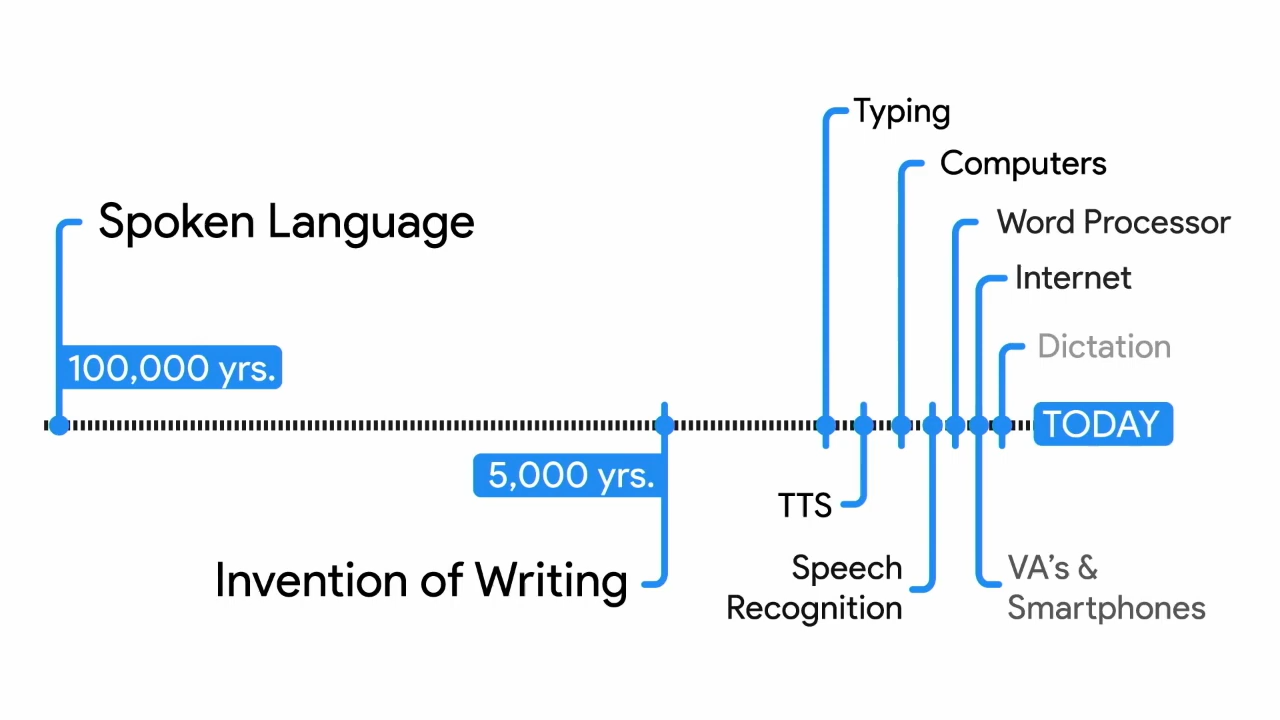 Typing
Computers
Spoken Language
Word Processor
Internet
Dictation
100,000 yrs.
TODAY
5,000 yrs.
TTS
Invention of Writing
Speech
Recognition
VA’s &
Smartphones